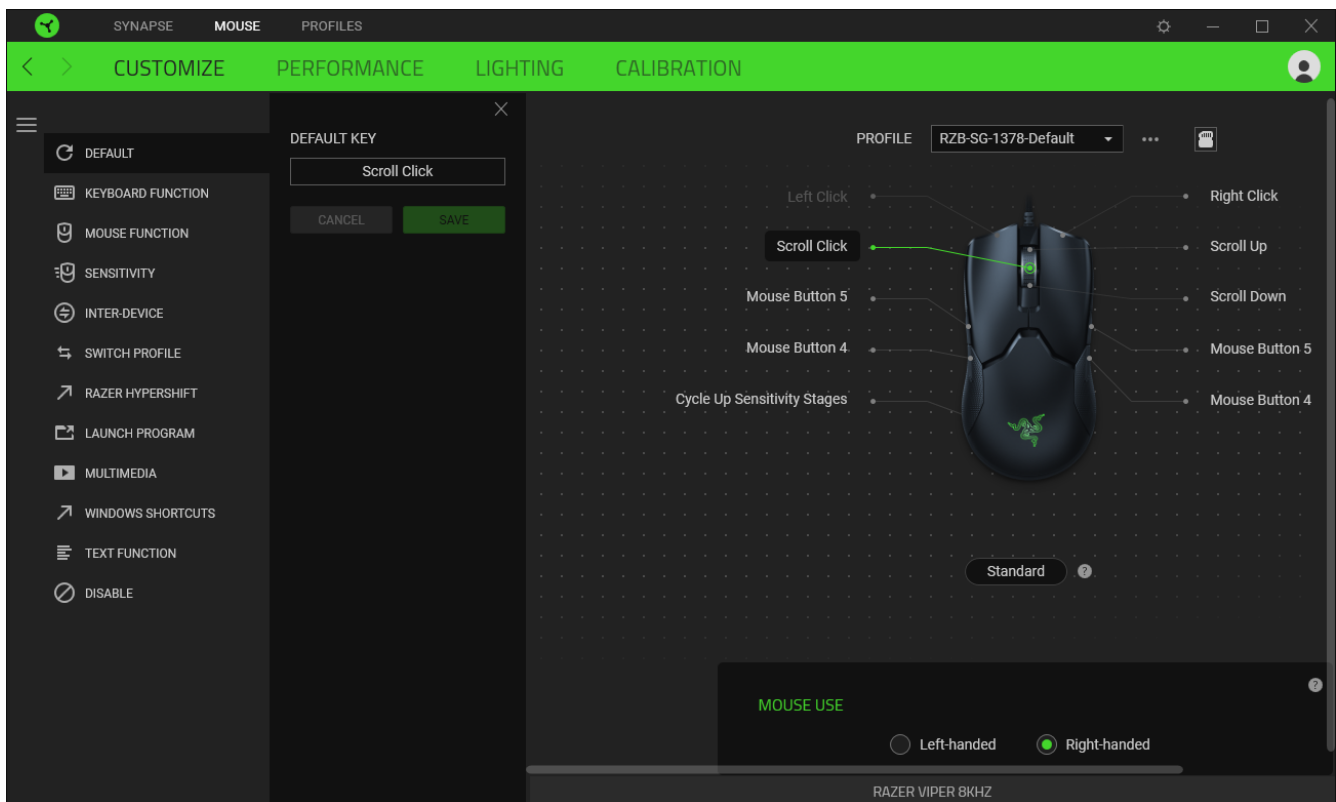 SYNAPSE MOUSE PROFILES
CUSTOMIZE PERFORMANCE LIGHTING CALIBRATION
DEFAULT
KEYBOARD FUNCTION
MOUSE FUNCTION
SENSITIVITY
INTER-DEVICE
SWITCH PROFILE
RAZER HYPERSHIFT
LAUNCH PROGRAM
MULTIMEDIA
WINDOWS SHORTCUTS
TEXT FUNCTION
DISABLE
DEFAULT KEY
Scroll Click
CANCEL SAVE
PROFILE RZB-SG-1378-Default
Left Click
Scroll Click
Mouse Button 5
Mouse Button 4
Cycle Up Sensitivity Stages
Right Click
Scroll Up
Scroll Down
Mouse Button 5
Mouse Button 4
Standard ?
?
MOUSE USE
Left-handed Right-handed
RAZER VIPER 8KHZ